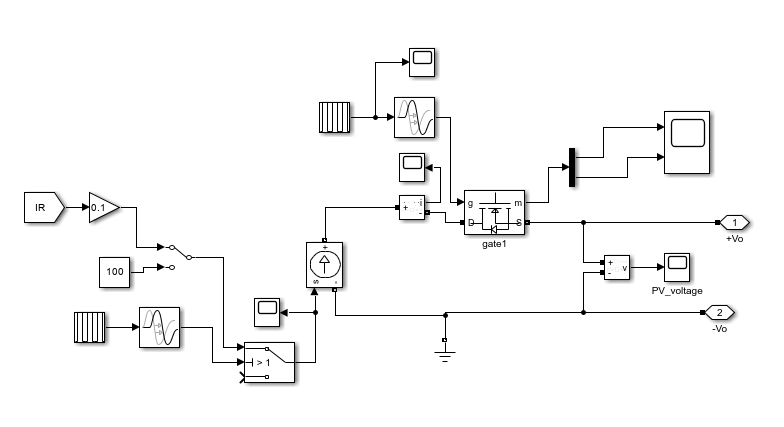 g
m
i
+
-
D
S
gate1
IR
0.1
1
+Vo
+
s
-
100
+
-
v
PV_voltage
2
-Vo
> 1